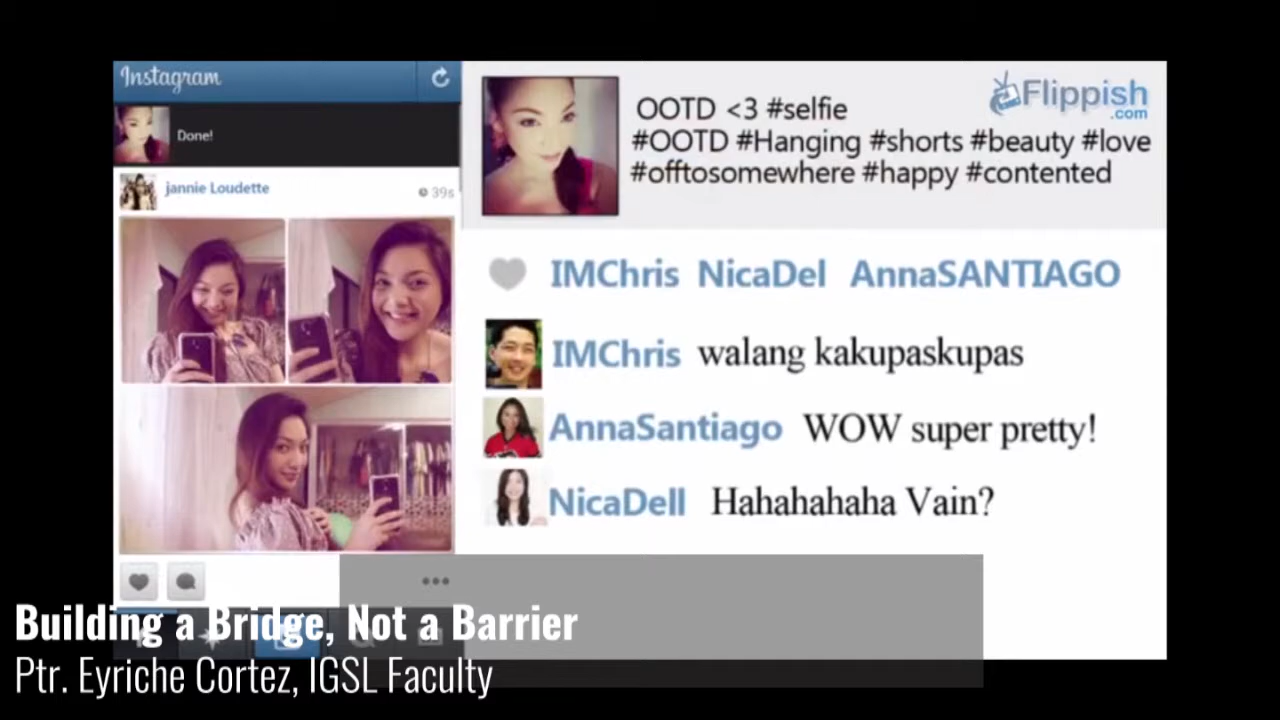 Instagram
Done!
jannie Loudette
39s
OOTD <3 #selfie
#OOTD #Hanging #shorts #beauty #love
#offtosomewhere #happy #contented
Flippish
.com
IMChris NicaDel AnnaSANTIAGO
IMChris walang kakupaskupas
AnnaSantiago WOW super pretty!
NicaDell Hahahahaha Vain?
Building a Bridge, Not a Barrier
Ptr. Eyriche Cortez, IGSL Faculty